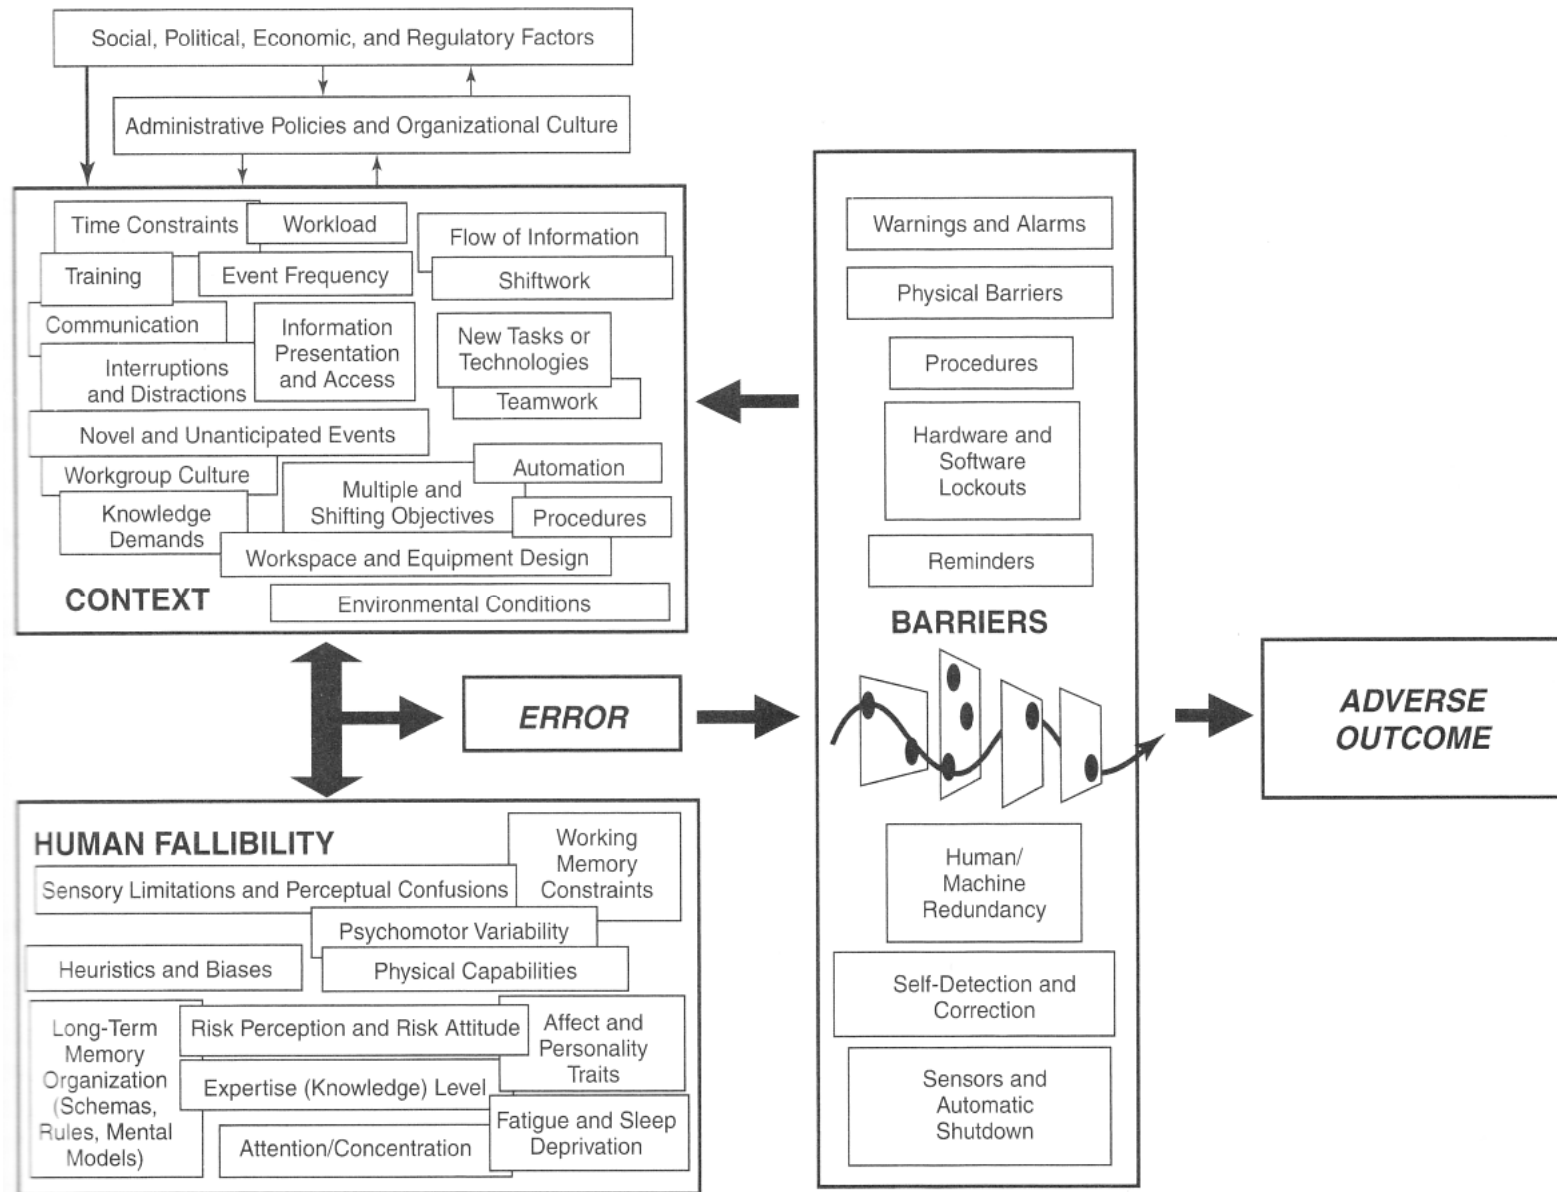 Social, Political, Economic, and Regulatory Factors
Administrative Policies and Organizational Culture
Time Constraints
Workload
Flow of Information
Training
Event Frequency
Shiftwork
Communication
Information
Presentation
and Access
New Tasks or
Technologies
Interruptions
and Distractions
Teamwork
Novel and Unanticipated Events
Workgroup Culture
Automation
Multiple and
Shifting Objectives
Knowledge
Demands
Procedures
Workspace and Equipment Design
CONTEXT
Environmental Conditions
ERROR
HUMAN FALLIBILITY
Working
Memory
Constraints
Sensory Limitations and Perceptual Confusions
Psychomotor Variability
Heuristics and Biases
Physical Capabilities
Long-Term
Memory
Organization
(Schemas,
Rules, Mental
Models)
Risk Perception and Risk Attitude
Affect and
Personality
Traits
Expertise (Knowledge) Level
Attention/Concentration
Fatigue and Sleep
Deprivation
Warnings and Alarms
Physical Barriers
Procedures
Hardware and
Software
Lockouts
Reminders
BARRIERS
Human/
Machine
Redundancy
Self-Detection and
Correction
Sensors and
Automatic
Shutdown
ADVERSE
OUTCOME